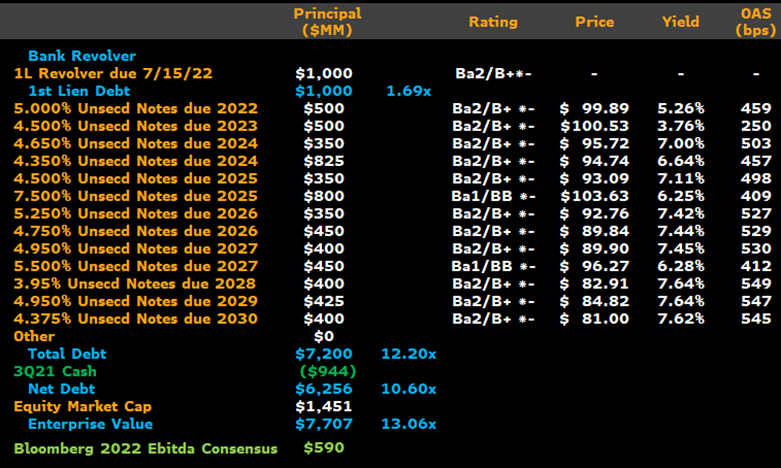 Principal ($MM) Rating Price Yield OAS (bps)
Bank Revolver
1L Revolver due 7/15/22 $1,000 Ba2/B+*- - - -
1st Lien Debt $1,000 1.69x
5.000% Unsecd Notes due 2022 $500 Ba2/B+ *- $ 99.89 5.26% 459
4.500% Unsecd Notes due 2023 $500 Ba2/B+ *- $100.53 3.76% 250
4.650% Unsecd Notes due 2024 $350 Ba2/B+ *- $ 95.72 7.00% 503
4.350% Unsecd Notes due 2024 $825 Ba2/B+ *- $ 94.74 6.64% 457
4.500% Unsecd Notes due 2025 $350 Ba2/B+ *- $ 93.09 7.11% 498
7.500% Unsecd Notes due 2025 $800 Ba1/BB *- $103.63 6.25% 409
5.250% Unsecd Notes due 2026 $350 Ba2/B+ *- $ 92.76 7.42% 527
4.750% Unsecd Notes due 2026 $450 Ba2/B+ *- $ 89.84 7.44% 529
4.950% Unsecd Notes due 2027 $400 Ba2/B+ *- $ 89.90 7.45% 530
5.500% Unsecd Notes due 2027 $450 Ba1/BB *- $ 96.27 6.28% 412
3.95% Unsecd Notees due 2028 $400 Ba2/B+ *- $ 82.91 7.64% 549
4.950% Unsecd Notes due 2029 $425 Ba2/B+ *- $ 84.82 7.64% 547
4.375% Unsecd Notes due 2030 $400 Ba2/B+ *- $ 81.00 7.62% 545
Other $0
Total Debt $7,200 12.20x
3Q21 Cash ($944)
Net Debt $6,256 10.60x
Equity Market Cap $1,451
Enterprise Value $7,707 13.06x
Bloomberg 2022 Ebitda Consensus $590